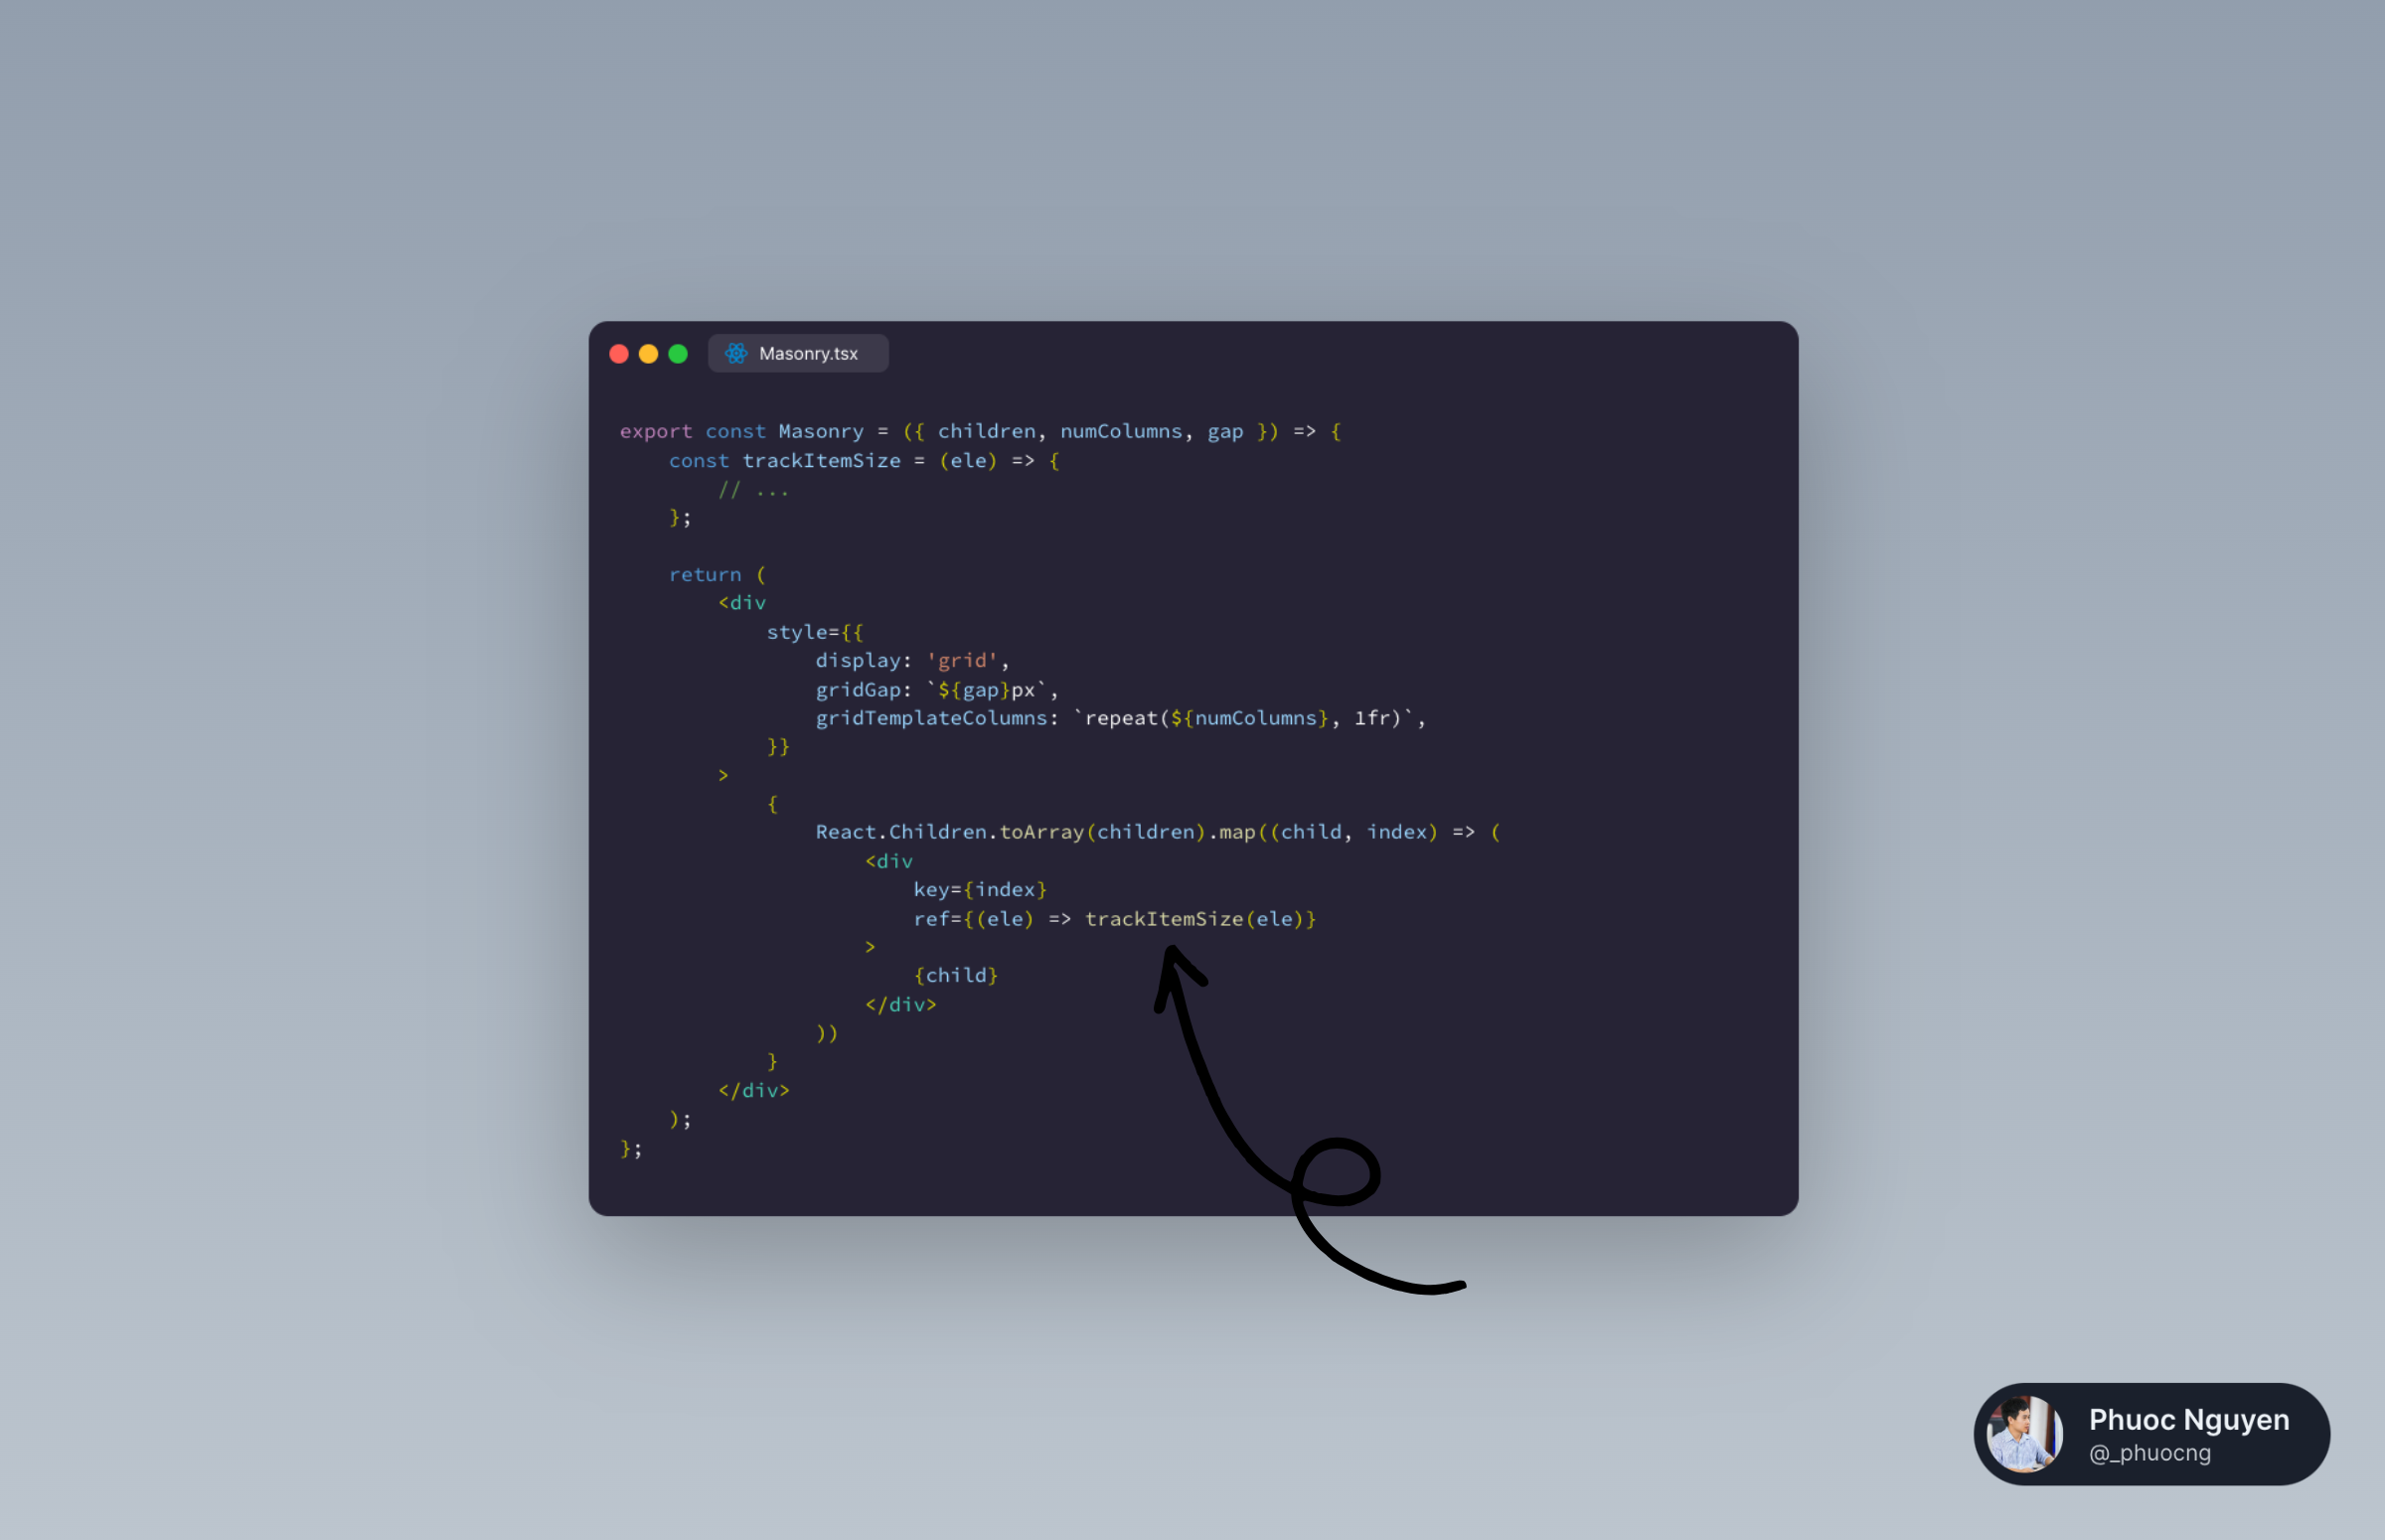 Masonry.tsx
export const Masonry = ({ children, numColumns, gap }) => {
    const trackItemSize = (ele) => {
        // ...
    };

    return (
        <div
            style={{
                display: 'grid',
                gridGap: `${gap}px`,
                gridTemplateColumns: `repeat(${numColumns}, 1fr)`,
            }}
        >
            {
                React.Children.toArray(children).map((child, index) => (
                    <div
                        key={index}
                        ref={(ele) => trackItemSize(ele)}
                    >
                        {child}
                    </div>
                ))
            }
        </div>
    );
};
Phuoc Nguyen
@_phuocng